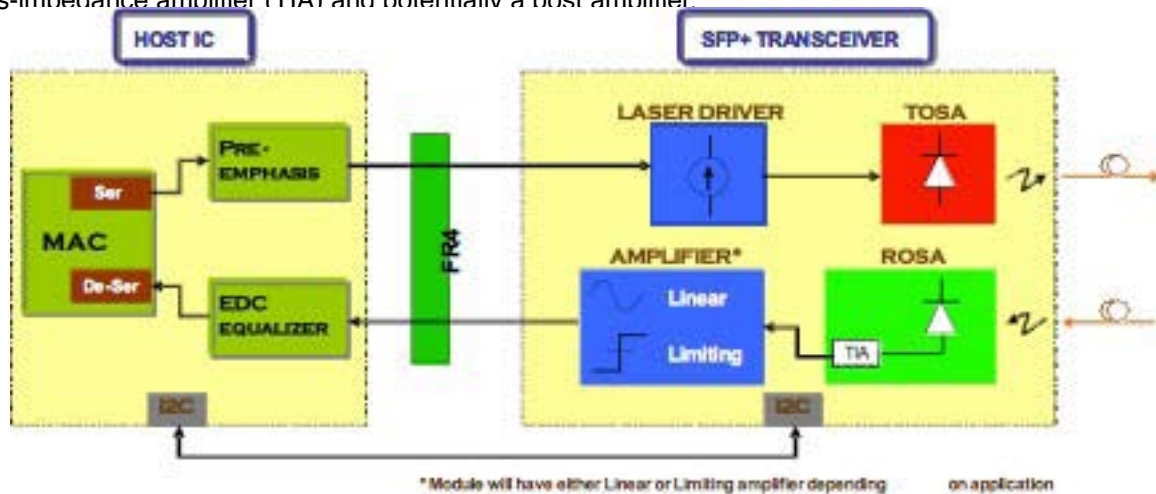 s-impedance amplifier (TIA) and potentially a post amplifier.
HOST IC
SFP+ TRANSCEIVER
LASER DRIVER
TOSA
PRE-
EMPHASIS
Ser
MAC
FR4
AMPLIFIER*
ROSA
De-Ser
EDC
EQUALIZER
Linear
Limiting
TIA
I2C
I2C
*Module will have either Linear or Limiting amplifier depending on application